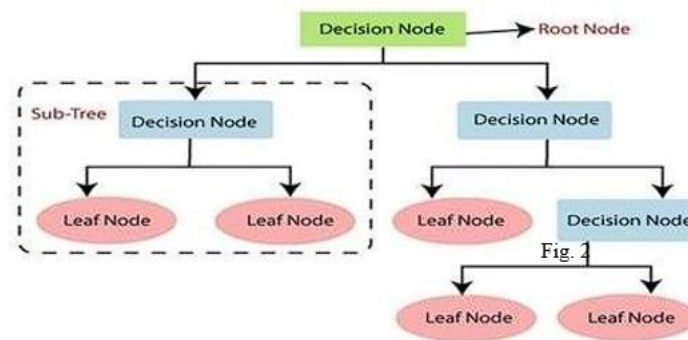 Decision Node
Root Node
Sub-Tree
Decision Node
Decision Node
Leaf Node
Leaf Node
Leaf Node
Decision Node
Fig. 2
Leaf Node
Leaf Node